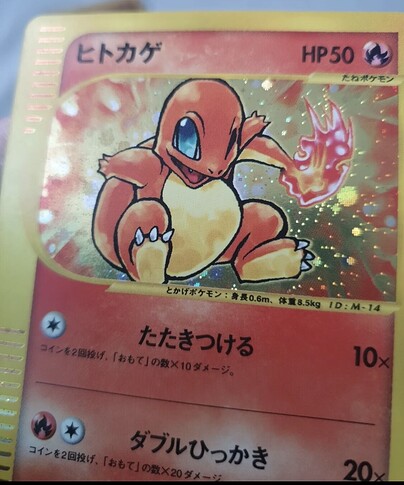 ヒトカゲ HP50
たねポケモン
とかげポケモン：身長0.6m、体重8.5kg ID:M-14
たたきつける 10×
コインを2回投げ、「おもて」の数×10ダメージ。
ダブルひっかき 20×
コインを2回投げ、「おもて」の数×20ダメージ